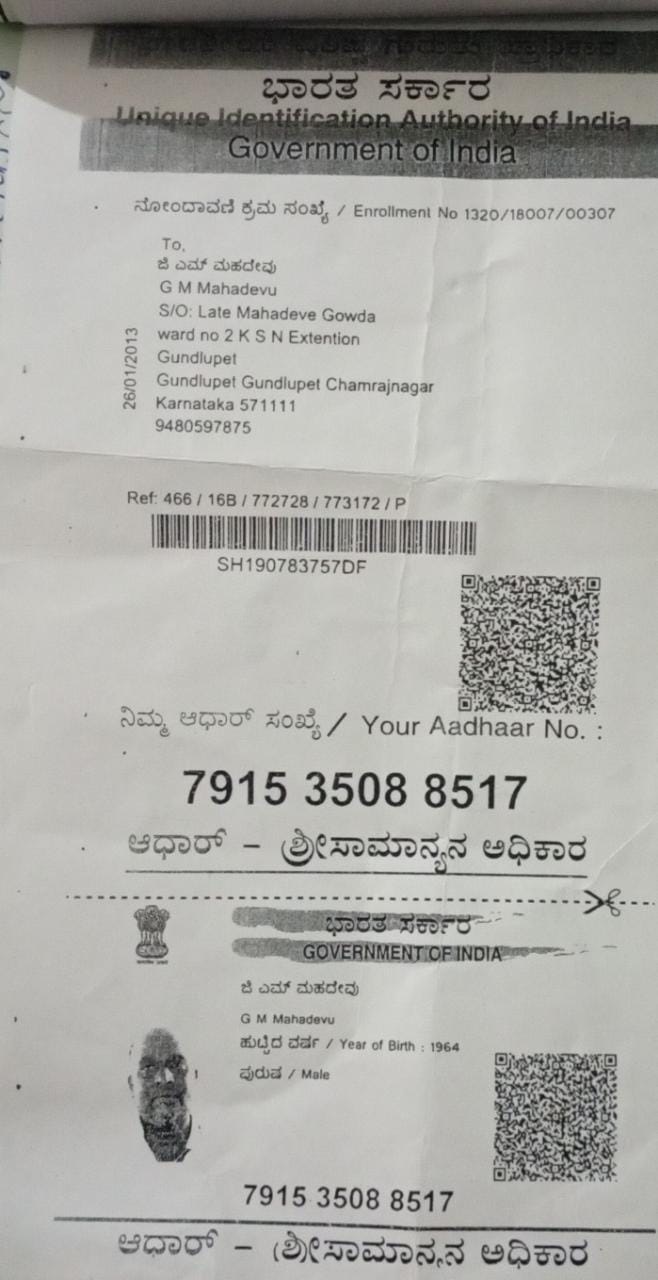 ಭಾರತ ಸರ್ಕಾರ
Unique Identification Authority of India
Government of India
ನೋಂದಾವಣೆ ಕ್ರಮ ಸಂಖ್ಯೆ / Enrollment No 1320/18007/00307
To,
ಜಿ ಎಮ್ ಮಹದೇವು
G M Mahadevu
S/O: Late Mahadeve Gowda
ward no 2 K S N Extention
Gundlupet
Gundlupet Gundlupet Chamrajnagar
Karnataka 571111
9480597875
26/01/2013
Ref: 466 / 16B / 772728 / 773172 / P
SH190783757DF
ನಿಮ್ಮ ಆಧಾರ್ ಸಂಖ್ಯೆ / Your Aadhaar No. :
7915 3508 8517
ಆಧಾರ್ – ಶ್ರೀಸಾಮಾನ್ಯನ ಅಧಿಕಾರ
ಭಾರತ ಸರ್ಕಾರ
GOVERNMENT OF INDIA
ಜಿ ಎಮ್ ಮಹದೇವು
G M Mahadevu
ಹುಟ್ಟಿದ ವರ್ಷ / Year of Birth : 1964
ಪುರುಷ / Male
7915 3508 8517
ಆಧಾರ್ – ಶ್ರೀಸಾಮಾನ್ಯನ ಅಧಿಕಾರ